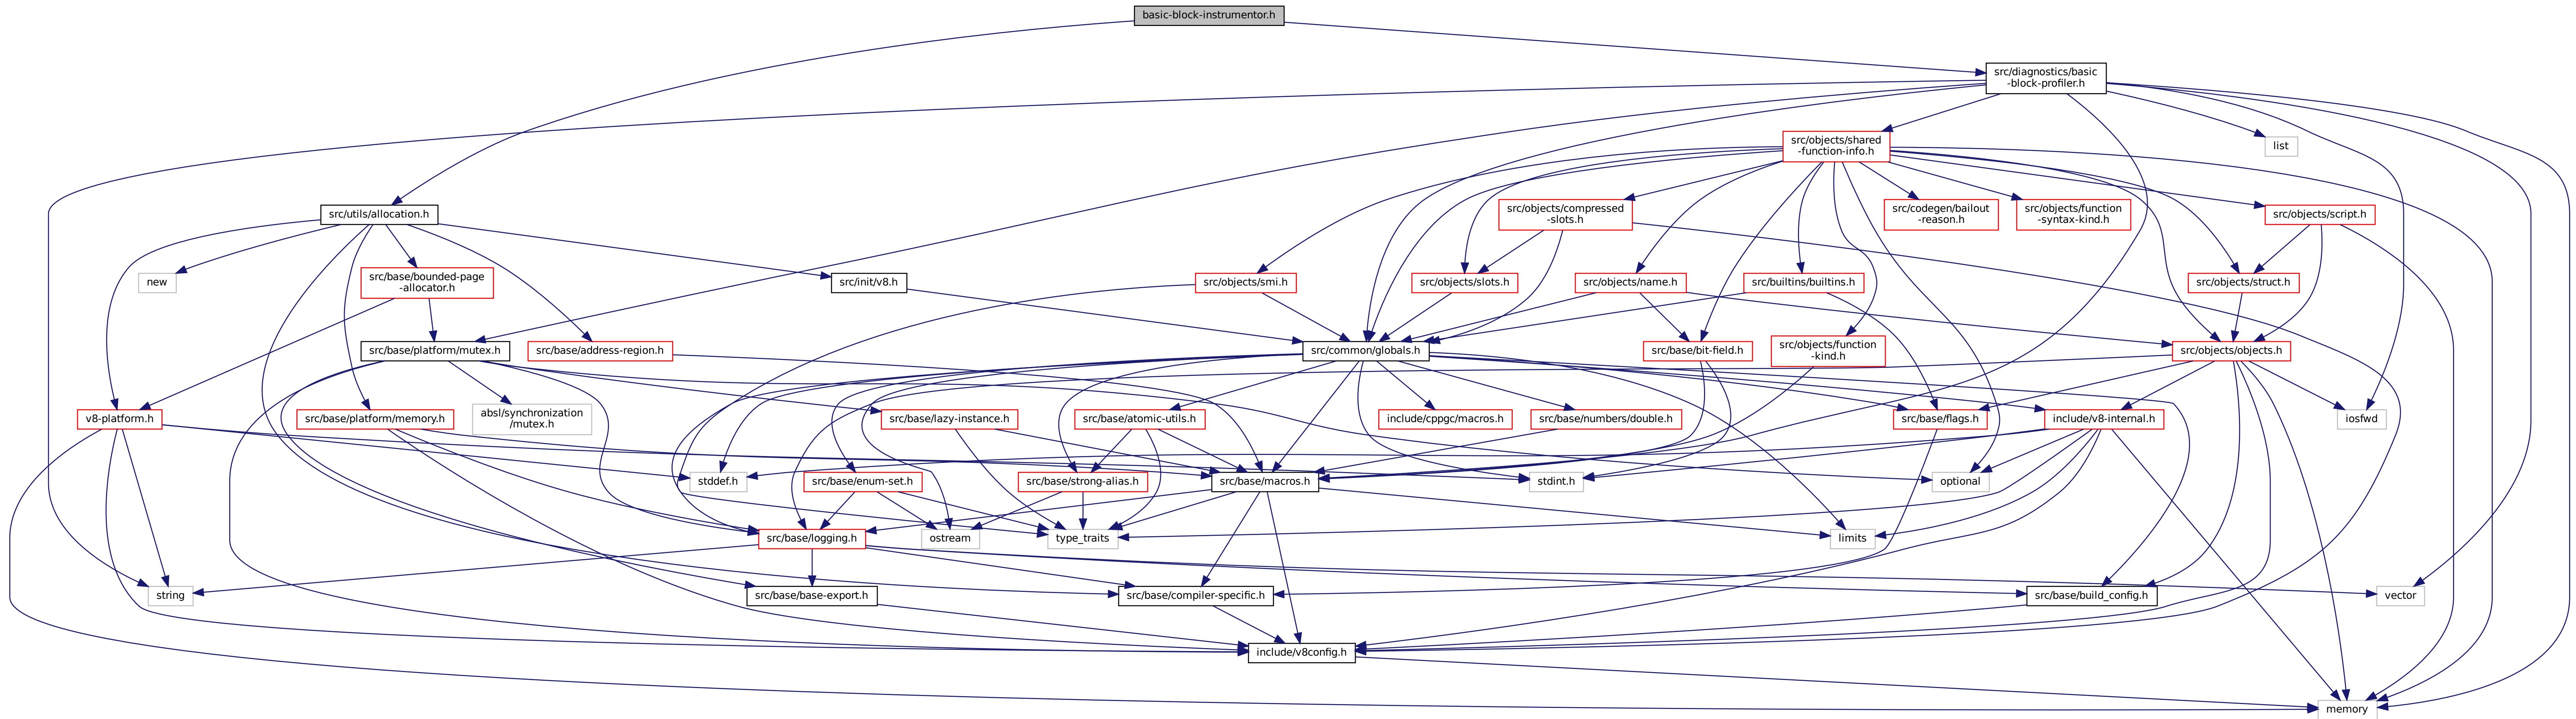 basic-block-instrumentor.h
src/diagnostics/basic
-block-profiler.h
src/objects/shared
-function-info.h
list
src/utils/allocation.h
src/objects/compressed
-slots.h
src/codegen/bailout
-reason.h
src/objects/function
-syntax-kind.h
src/objects/script.h
new
src/base/bounded-page
-allocator.h
src/init/v8.h
src/objects/smi.h
src/objects/slots.h
src/objects/name.h
src/builtins/builtins.h
src/objects/struct.h
src/base/platform/mutex.h
src/base/address-region.h
src/common/globals.h
src/base/bit-field.h
src/objects/function
-kind.h
src/objects/objects.h
v8-platform.h
src/base/platform/memory.h
absl/synchronization
/mutex.h
src/base/lazy-instance.h
src/base/atomic-utils.h
include/cppgc/macros.h
src/base/numbers/double.h
src/base/flags.h
include/v8-internal.h
iosfwd
stddef.h
src/base/enum-set.h
src/base/strong-alias.h
src/base/macros.h
stdint.h
optional
src/base/logging.h
ostream
type_traits
limits
string
src/base/base-export.h
src/base/compiler-specific.h
src/base/build_config.h
vector
include/v8config.h
memory